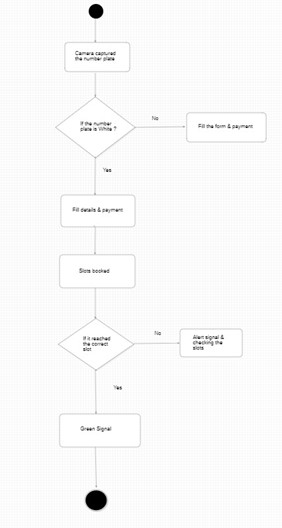 Camera captured
the number plate
If the number
plate is White ?
No
Fill the form & payment
Yes
Fill details & payment
Slots booked
If it reached
the correct
slot
No
Alert signal &
checking the
slots
Yes
Green Signal